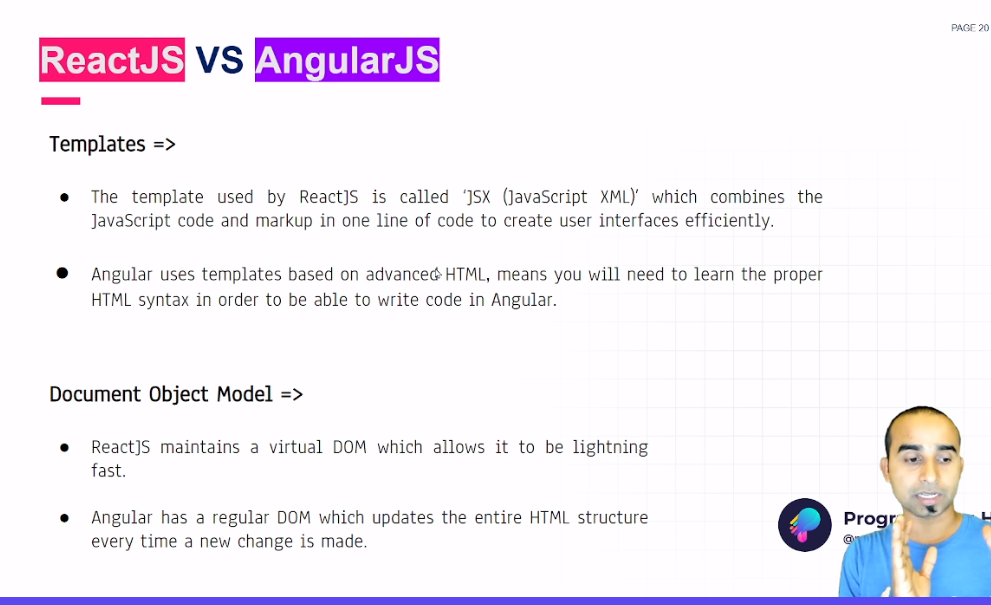 PAGE 20
ReactJS VS AngularJS
Templates =>
● The template used by ReactJS is called 'JSX (JavaScript XML)' which combines the
JavaScript code and markup in one line of code to create user interfaces efficiently.
● Angular uses templates based on advanced HTML, means you will need to learn the proper
HTML syntax in order to be able to write code in Angular.
Document Object Model =>
● ReactJS maintains a virtual DOM which allows it to be lightning
fast.
● Angular has a regular DOM which updates the entire HTML structure
every time a new change is made.